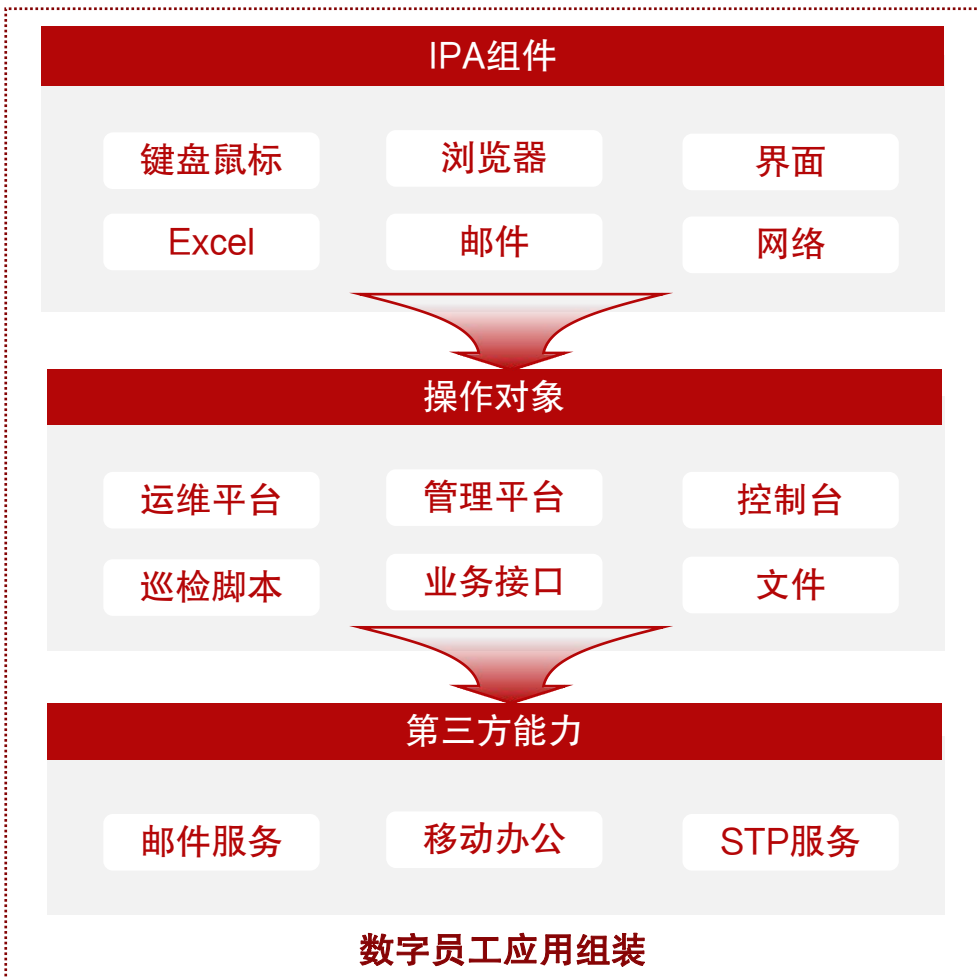 IPA组件
键盘鼠标 浏览器 界面
Excel 邮件 网络
操作对象
运维平台 管理平台 控制台
巡检脚本 业务接口 文件
第三方能力
邮件服务 移动办公 STP服务
数字员工应用组装